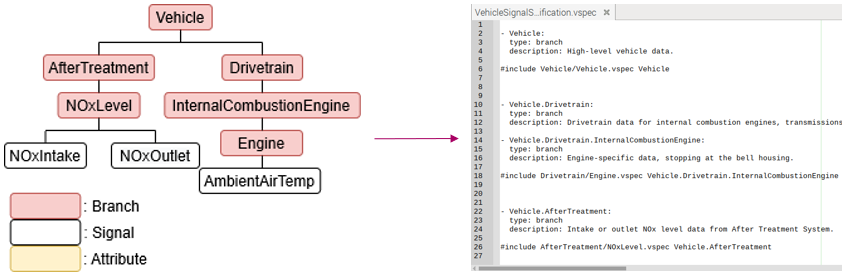 Vehicle
AfterTreatment
Drivetrain
NOxLevel
InternalCombustionEngine
NOxIntake
NOxOutlet
Engine
AmbientAirTemp
: Branch
: Signal
: Attribute
VehicleSignalS...ification.vspec ×
1
2 - Vehicle:
3 type: branch
4 description: High-level vehicle data.
5
6 #include Vehicle/Vehicle.vspec Vehicle
7
8
9
10 - Vehicle.Drivetrain:
11 type: branch
12 description: Drivetrain data for internal combustion engines, transmissions
13
14 - Vehicle.Drivetrain.InternalCombustionEngine:
15 type: branch
16 description: Engine-specific data, stopping at the bell housing.
17
18 #include Drivetrain/Engine.vspec Vehicle.Drivetrain.InternalCombustionEngine
19
20
21
22 - Vehicle.AfterTreatment:
23 type: branch
24 description: Intake or outlet NOx level data from After Treatment System.
25
26 #include AfterTreatment/NOxLevel.vspec Vehicle.AfterTreatment
27